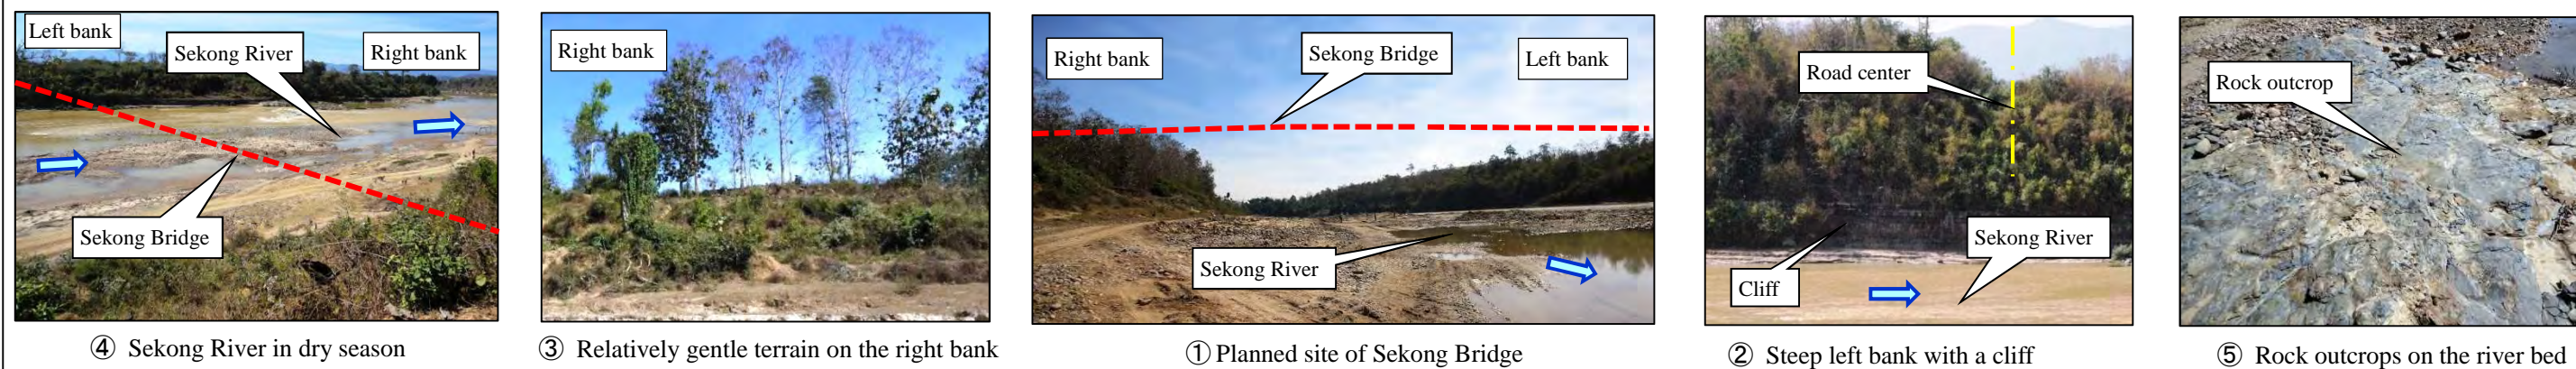 Left bank
Sekong River
Right bank
Sekong Bridge
④ Sekong River in dry season
Right bank
③ Relatively gentle terrain on the right bank
Right bank
Sekong Bridge
Left bank
Sekong River
① Planned site of Sekong Bridge
Road center
Sekong River
Cliff
② Steep left bank with a cliff
Rock outcrop
⑤ Rock outcrops on the river bed